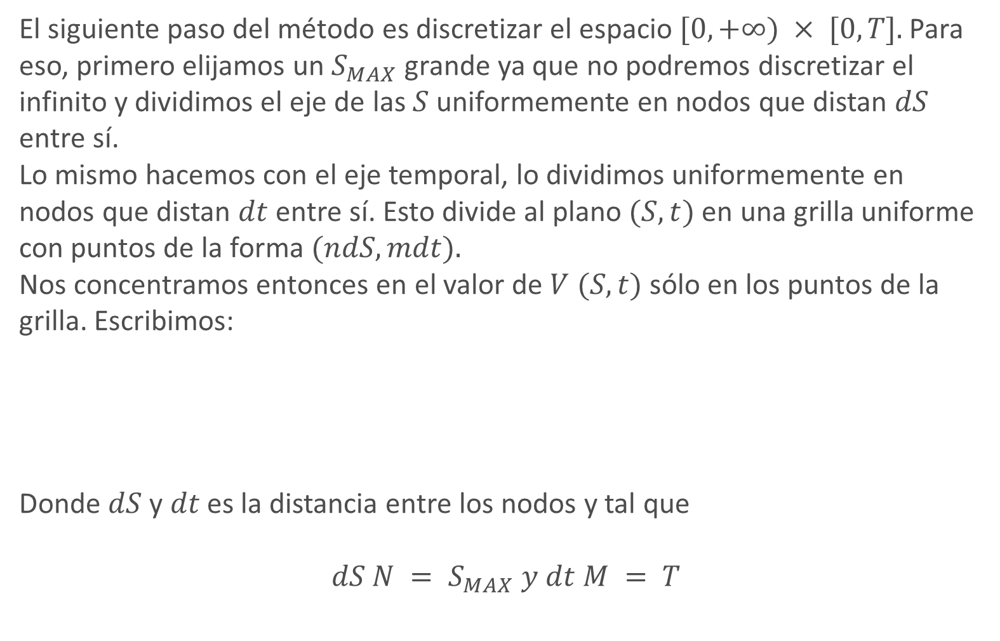 El siguiente paso del método es discretizar el espacio [0, +∞) × [0, T]. Para
eso, primero elijamos un S_{MAX} grande ya que no podremos discretizar el
infinito y dividimos el eje de las S uniformemente en nodos que distan dS
entre sí.
Lo mismo hacemos con el eje temporal, lo dividimos uniformemente en
nodos que distan dt entre sí. Esto divide al plano (S, t) en una grilla uniforme
con puntos de la forma (ndS, mdt).
Nos concentramos entonces en el valor de V (S, t) sólo en los puntos de la
grilla. Escribimos:
Donde dS y dt es la distancia entre los nodos y tal que
dS N = S_{MAX} y dt M = T